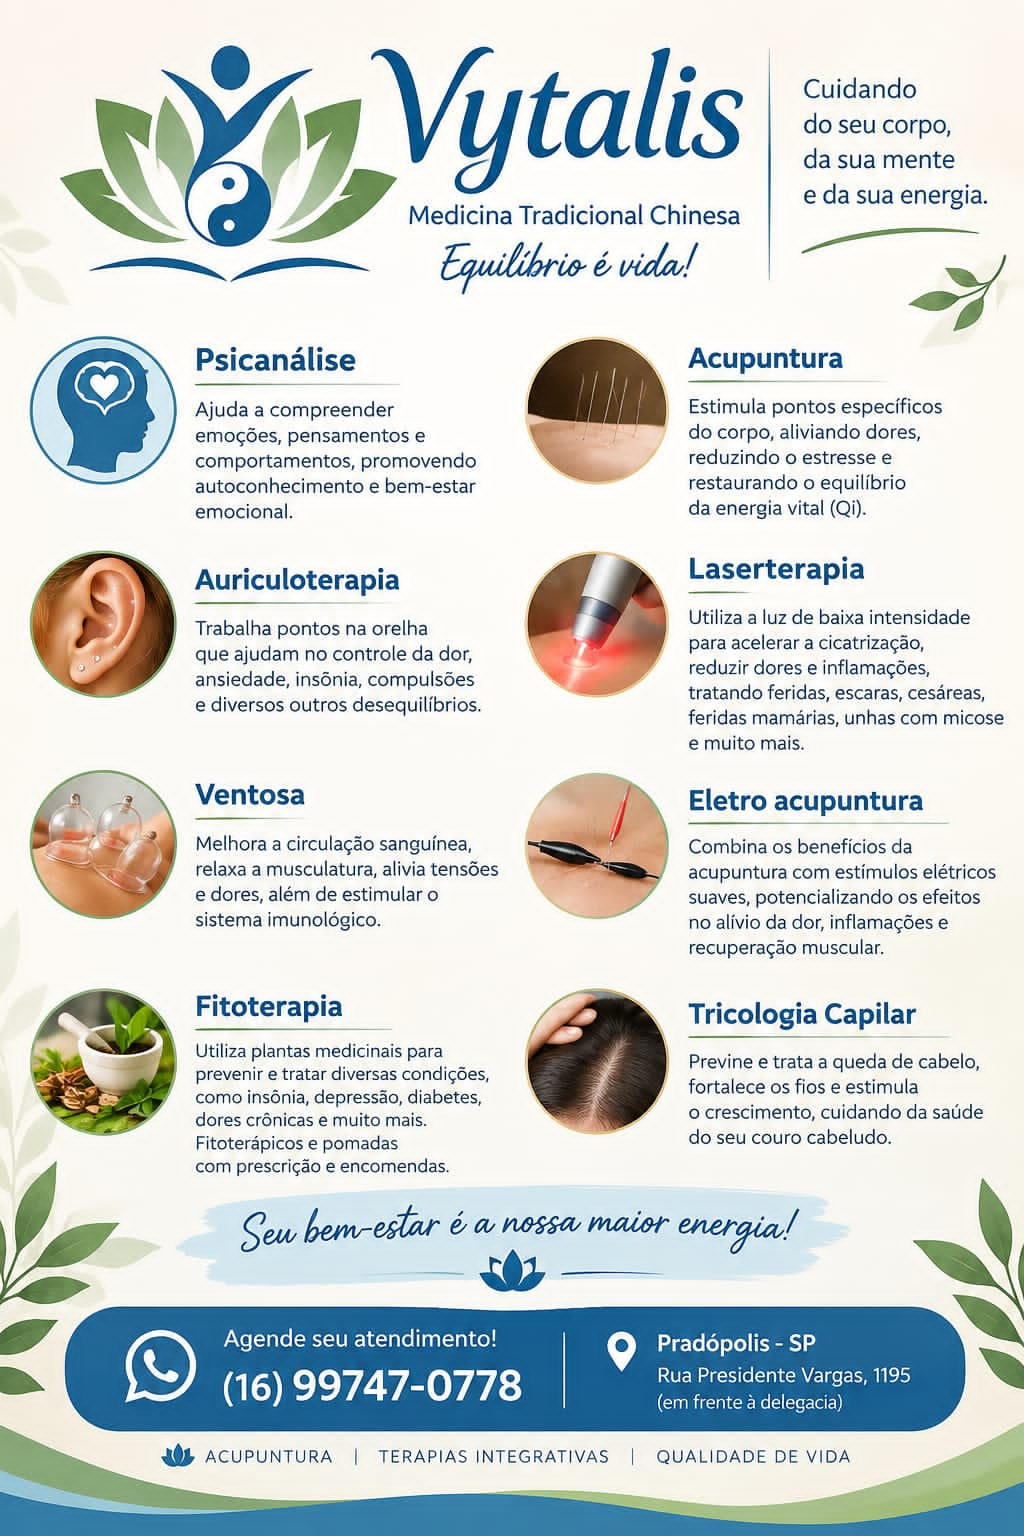 Vytalis
Medicina Tradicional Chinesa
Equilíbrio é vida!
Cuidando
do seu corpo,
da sua mente
e da sua energia.
Psicanálise
Ajuda a compreender
emoções, pensamentos e
comportamentos, promovendo
autoconhecimento e bem-estar
emocional.
Acupuntura
Estimula pontos específicos
do corpo, aliviando dores,
reduzindo o estresse e
restaurando o equilíbrio
da energia vital (Qi).
Auriculoterapia
Trabalha pontos na orelha
que ajudam no controle da dor,
ansiedade, insônia, compulsões
e diversos outros desequilíbrios.
Laserterapia
Utiliza a luz de baixa intensidade
para acelerar a cicatrização,
reduzir dores e inflamações,
tratando feridas, escaras, cesáreas,
feridas mamárias, unhas com micose
e muito mais.
Ventosa
Melhora a circulação sanguínea,
relaxa a musculatura, alivia tensões
e dores, além de estimular o
sistema imunológico.
Eletro acupuntura
Combina os benefícios da
acupuntura com estímulos elétricos
suaves, potencializando os efeitos
no alívio da dor, inflamações e
recuperação muscular.
Fitoterapia
Utiliza plantas medicinais para
prevenir e tratar diversas condições,
como insônia, depressão, diabetes,
dores crônicas e muito mais.
Fitoterápicos e pomadas
com prescrição e encomendas.
Tricologia Capilar
Previne e trata a queda de cabelo,
fortalece os fios e estimula
o crescimento, cuidando da saúde
do seu couro cabeludo.
Seu bem-estar é a nossa maior energia!
Agende seu atendimento!
(16) 99747-0778
Pradópolis - SP
Rua Presidente Vargas, 1195
(em frente à delegacia)
ACUPUNTURA | TERAPIAS INTEGRATIVAS | QUALIDADE DE VIDA